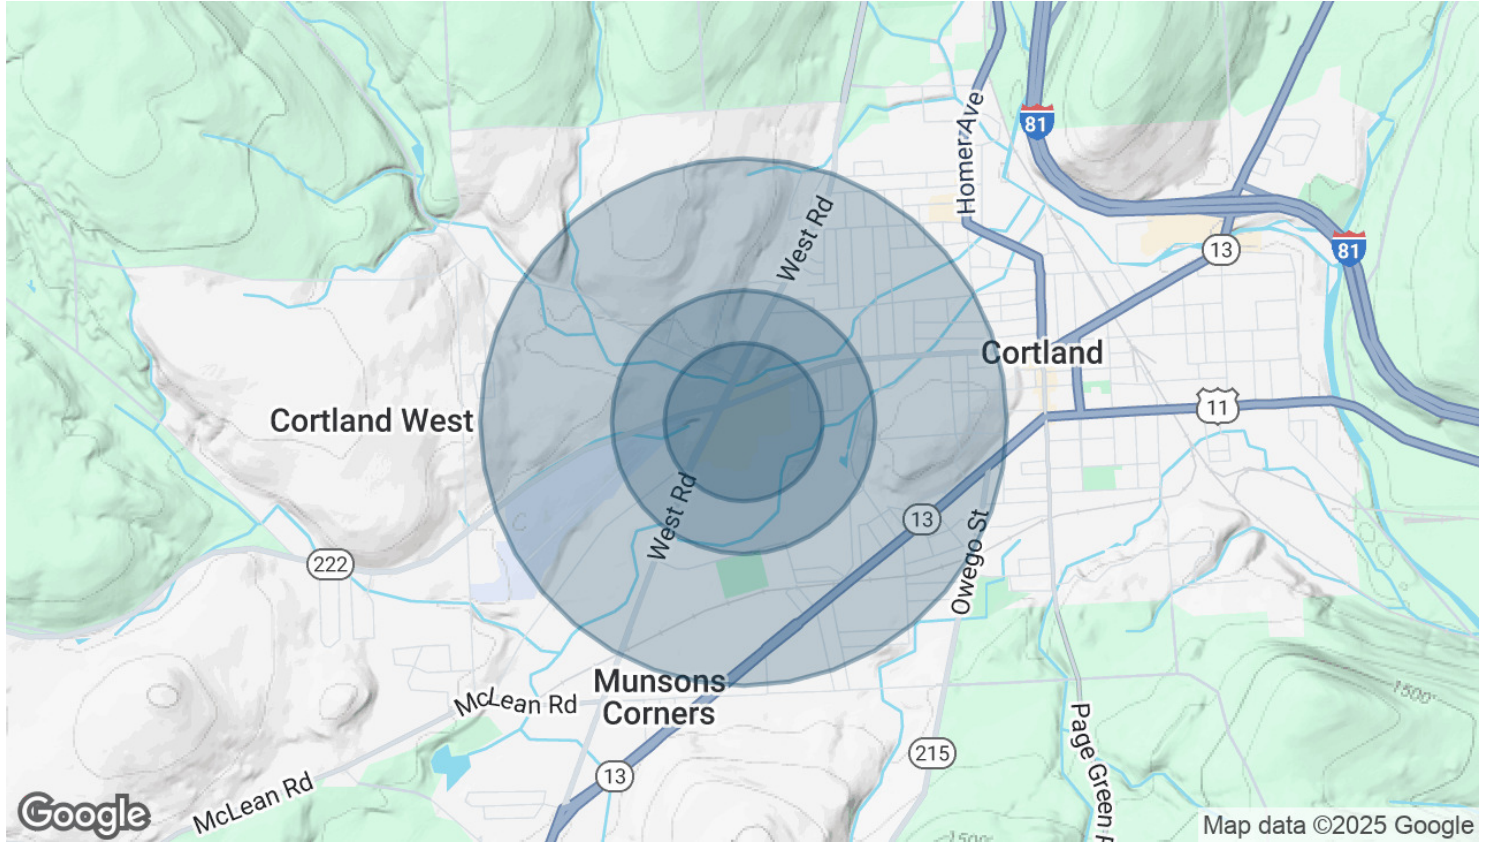 81
Homer Ave
West Rd
13
81
Cortland
Cortland West
11
West Rd
13
Owego St
222
Munsons
Corners
McLean Rd
1500'
Page Green R
215
13
McLean Rd
Google
1500'
Map data ©2025 Google